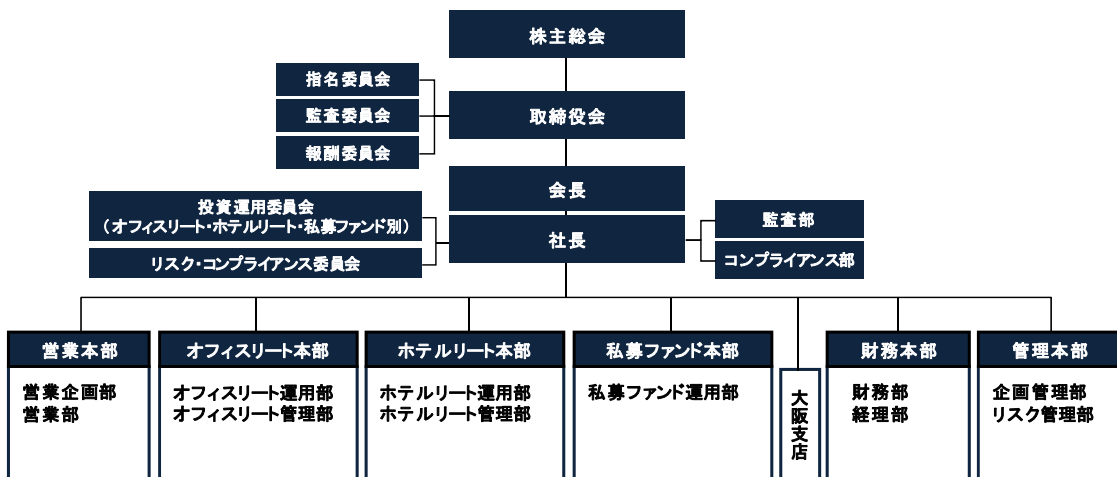 株主総会
指名委員会
監査委員会
報酬委員会
取締役会
会長
投資運用委員会
（オフィスリート・ホテルリート・私募ファンド別）
リスク・コンプライアンス委員会
社長
監査部
コンプライアンス部
営業本部
営業企画部
営業部
オフィスリート本部
オフィスリート運用部
オフィスリート管理部
ホテルリート本部
ホテルリート運用部
ホテルリート管理部
私募ファンド本部
私募ファンド運用部
大阪支店
財務本部
財務部
経理部
管理本部
企画管理部
リスク管理部